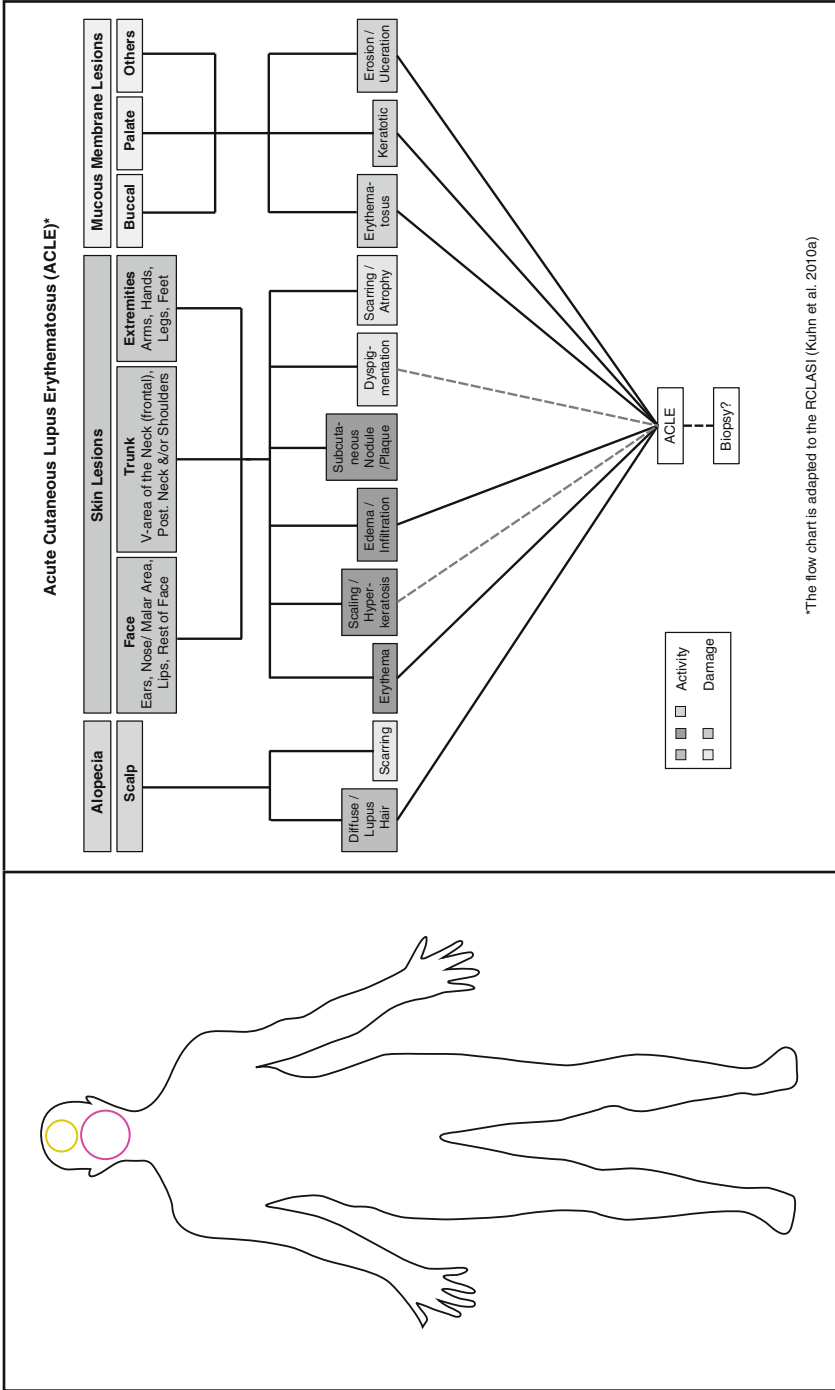 Acute Cutaneous Lupus Erythematosus (ACLE)*
Alopecia
Skin Lesions
Mucous Membrane Lesions
Scalp
Face
Ears, Nose/ Malar Area,
Lips, Rest of Face
Trunk
V-area of the Neck (frontal),
Post. Neck &/or Shoulders
Extremities
Arms, Hands,
Legs, Feet
Buccal
Palate
Others
Diffuse /
Lupus
Hair
Scarring
Erythema
Scaling /
Hyper-
keratosis
Edema /
Infiltration
Subcuta-
neous
Nodule
/Plaque
Dyspig-
mentation
Scarring /
Atrophy
Erythema-
tosus
Keratotic
Erosion /
Ulceration
ACLE
Biopsy?
Activity
Damage
*The flow chart is adapted to the RCLASI (Kuhn et al. 2010a)